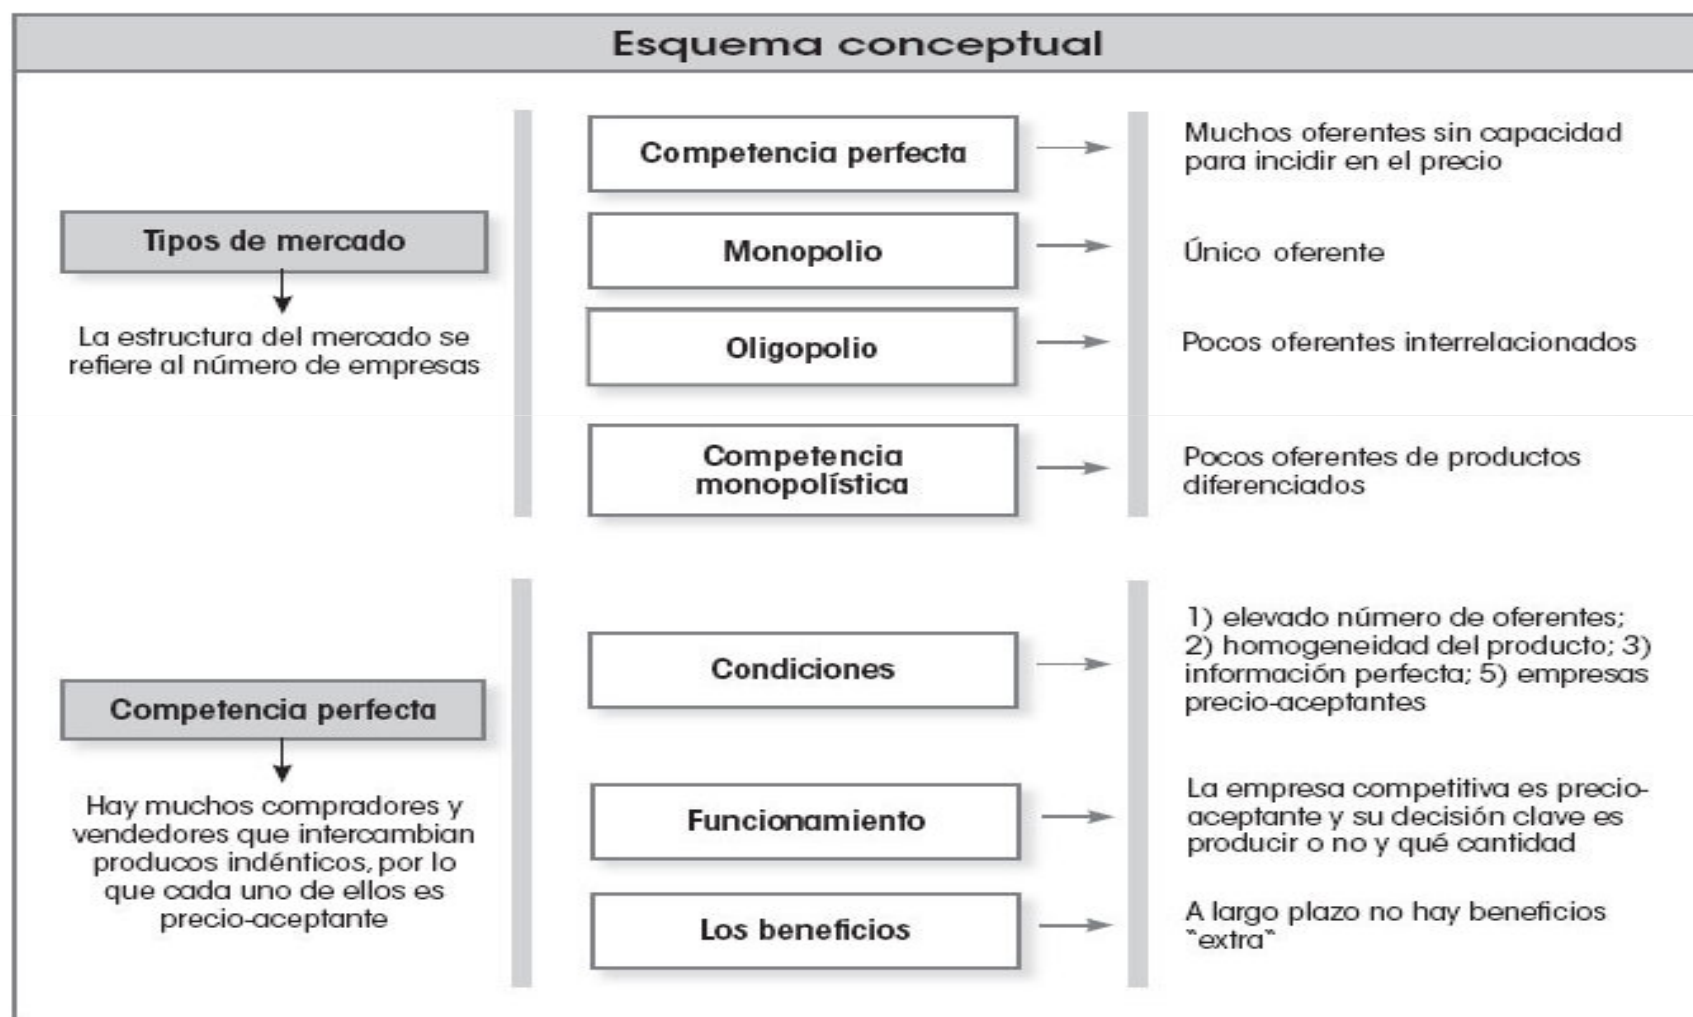 Esquema conceptual
Tipos de mercado
La estructura del mercado se
refiere al número de empresas
Competencia perfecta
Muchos oferentes sin capacidad
para incidir en el precio
Monopolio
Único oferente
Oligopolio
Pocos oferentes interrelacionados
Competencia
monopolística
Pocos oferentes de productos
diferenciados
Competencia perfecta
Hay muchos compradores y
vendedores que intercambian
producos indénticos, por lo
que cada uno de ellos es
precio-aceptante
Condiciones
1) elevado número de oferentes;
2) homogeneidad del producto; 3)
información perfecta; 5) empresas
precio-aceptantes
Funcionamiento
La empresa competitiva es precio-
aceptante y su decisión clave es
producir o no y qué cantidad
Los beneficios
A largo plazo no hay beneficios
"extra"